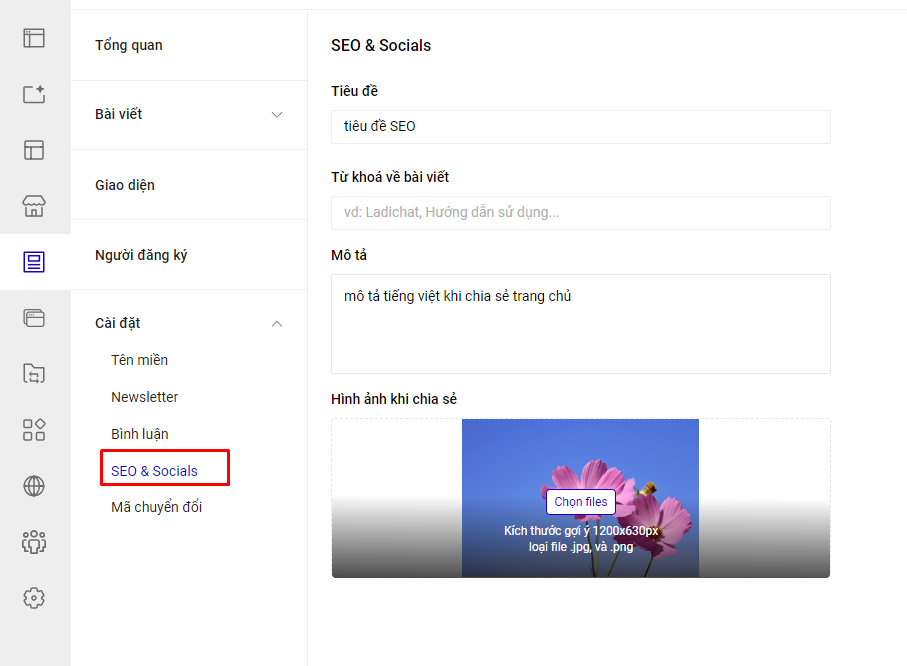 Tổng quan
Bài viết
Giao diện
Người đăng ký
Cài đặt
Tên miền
Newsletter
Bình luận
SEO & Socials
Mã chuyển đổi
SEO & Socials
Tiêu đề
tiêu đề SEO
Từ khoá về bài viết
vd: Ladichat, Hướng dẫn sử dụng...
Mô tả
mô tả tiếng việt khi chia sẻ trang chủ
Hình ảnh khi chia sẻ
Chọn files
Kích thước gợi ý 1200x630px
loại file .jpg, và .png